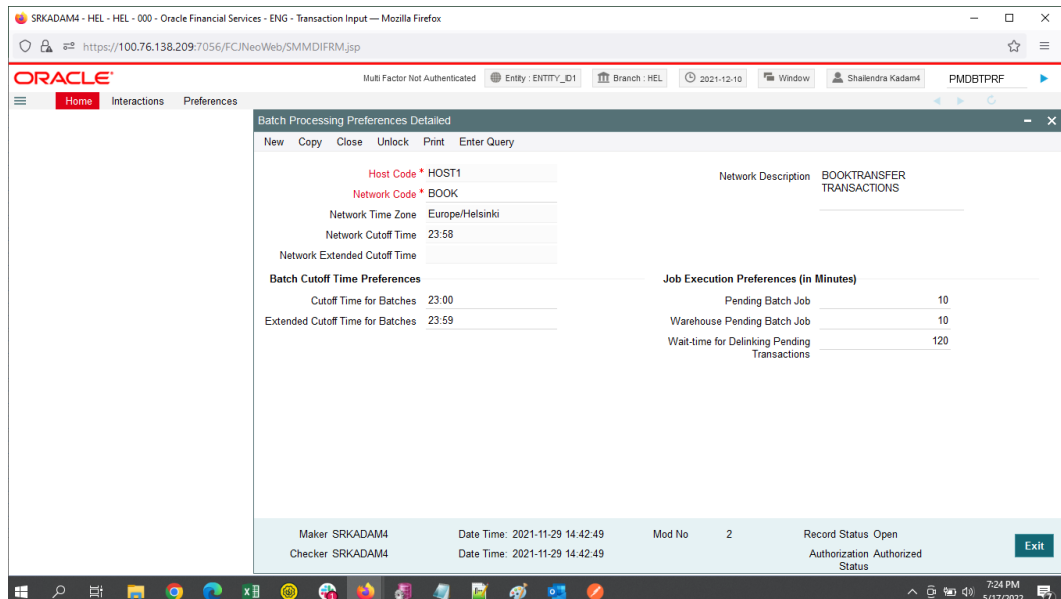 SRKADAM4 - HEL - HEL - 000 - Oracle Financial Services - ENG - Transaction Input — Mozilla Firefox
https://100.76.138.209:7056/FCJNeoWeb/SMMDIFRM.jsp
ORACLE Multi Factor Not Authenticated Entity : ENTITY_ID1 Branch : HEL 2021-12-10 Window Shailendra Kadam4 PMDBTPRF
Home Interactions Preferences
Batch Processing Preferences Detailed
New Copy Close Unlock Print Enter Query
Host Code * HOST1 Network Description BOOKTRANSFER
TRANSACTIONS
Network Code * BOOK
Network Time Zone Europe/Helsinki
Network Cutoff Time 23:58
Network Extended Cutoff Time
Batch Cutoff Time Preferences Job Execution Preferences (in Minutes)
Cutoff Time for Batches 23:00 Pending Batch Job 10
Extended Cutoff Time for Batches 23:59 Warehouse Pending Batch Job 10
Wait-time for Delinking Pending 120
Transactions
Maker SRKADAM4 Date Time: 2021-11-29 14:42:49 Mod No 2 Record Status Open
Checker SRKADAM4 Date Time: 2021-11-29 14:42:49 Authorization Authorized
Status
Exit
7:24 PM
5/17/2022